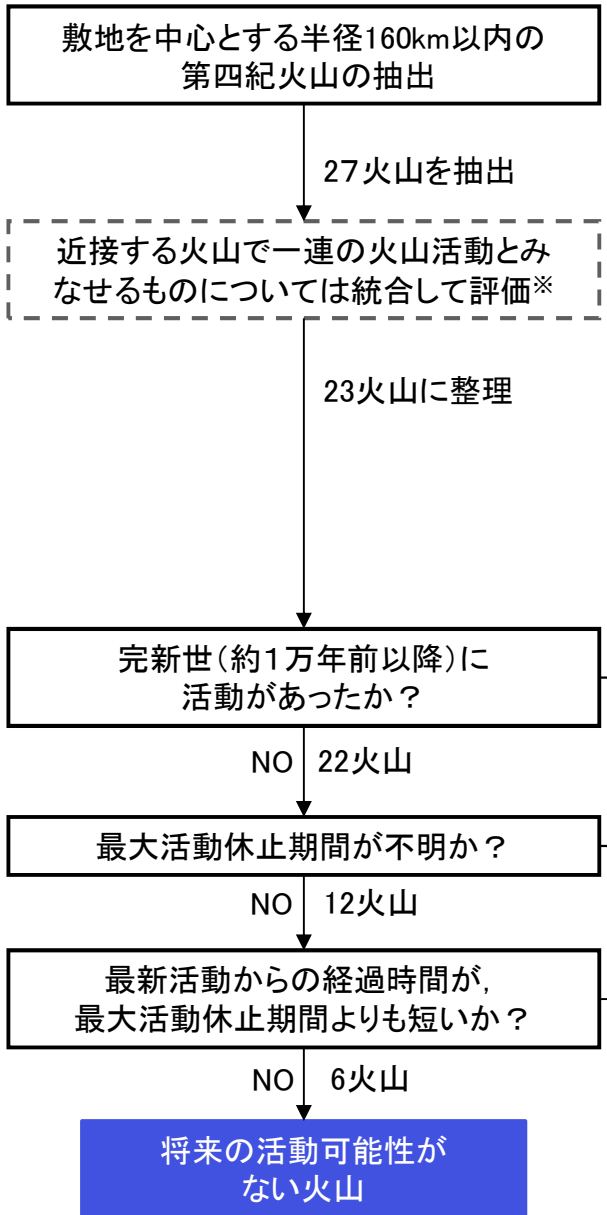 敷地を中心とする半径160km以内の
第四紀火山の抽出
27火山を抽出
近接する火山で一連の火山活動とみ
なせるものについては統合して評価※
23火山に整理
完新世(約1万年前以降)に
活動があったか?
NO 22火山
最大活動休止期間が不明か?
NO 12火山
最新活動からの経過時間が,
最大活動休止期間よりも短いか?
NO 6火山
将来の活動可能性が
ない火山